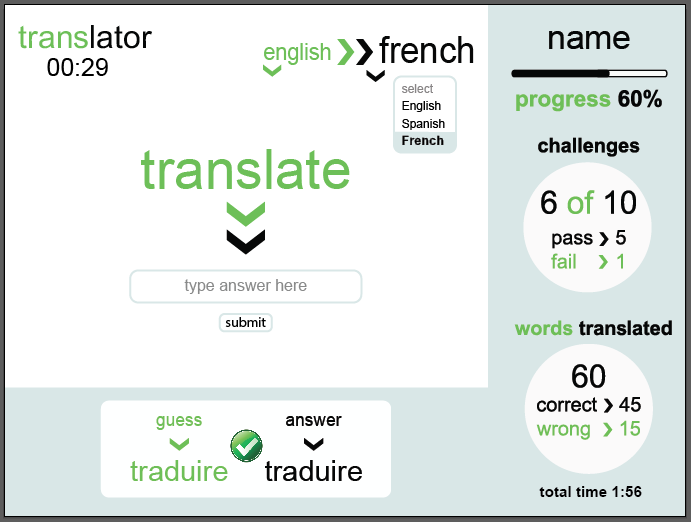 translator
00:29
english french
select
English
Spanish
French
translate
type answer here
submit
guess answer
traduire traduire
name
progress 60%
challenges
6 of 10
pass 5
fail 1
words translated
60
correct 45
wrong 15
total time 1:56